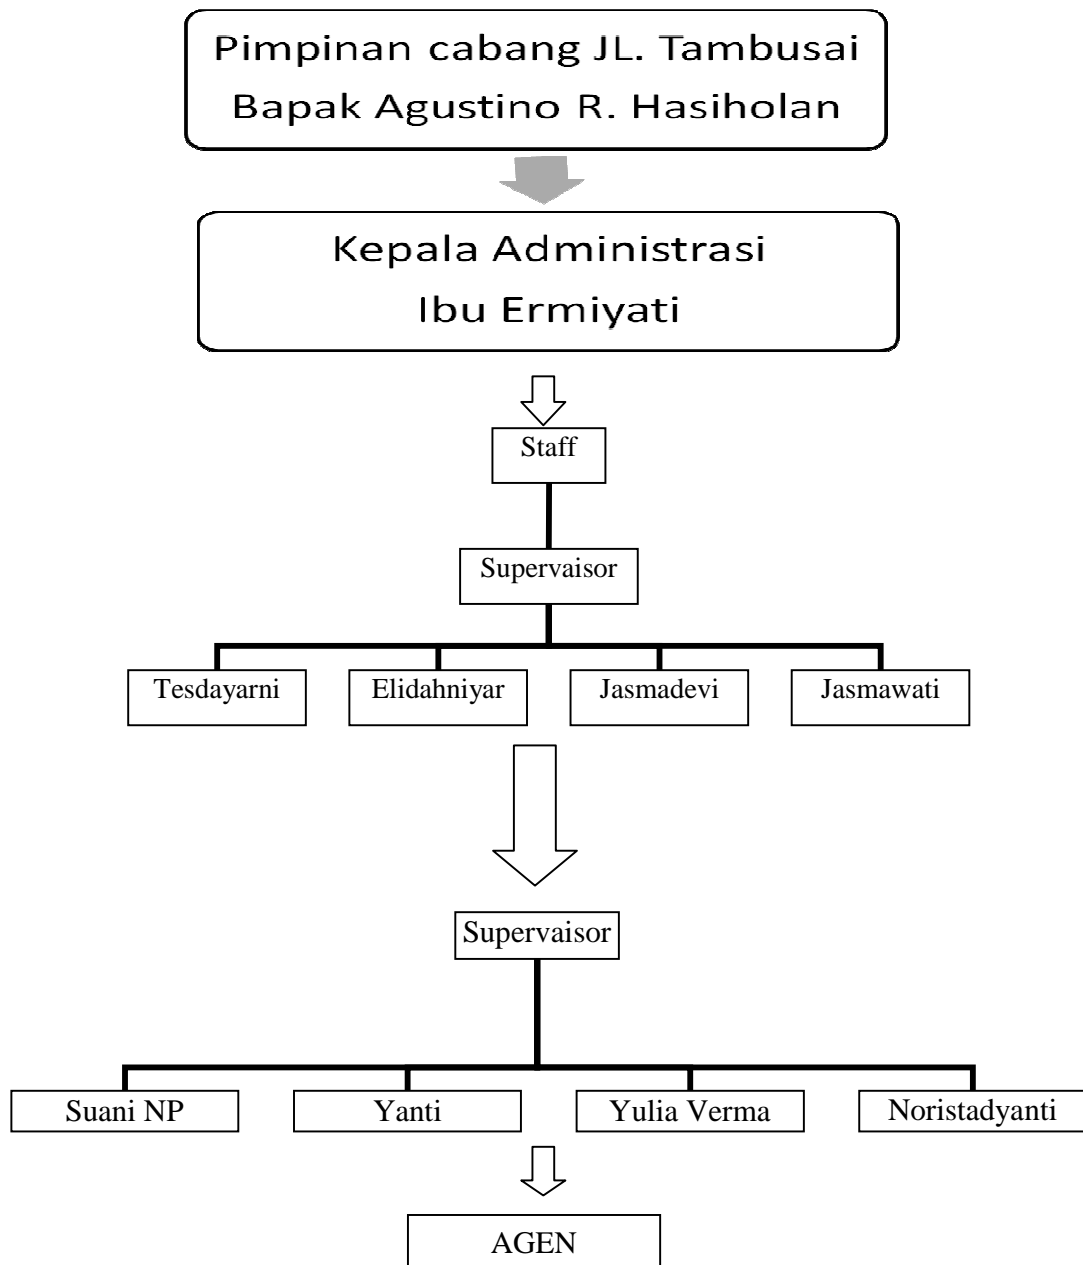 Pimpinan cabang JL. Tambusai
Bapak Agustino R. Hasiholan
Kepala Administrasi
Ibu Ermiyati
Staff
Supervaisor
Tesdayarni
Elidahniyar
Jasmadevi
Jasmawati
Supervaisor
Suani NP
Yanti
Yulia Verma
Noristadyanti
AGEN